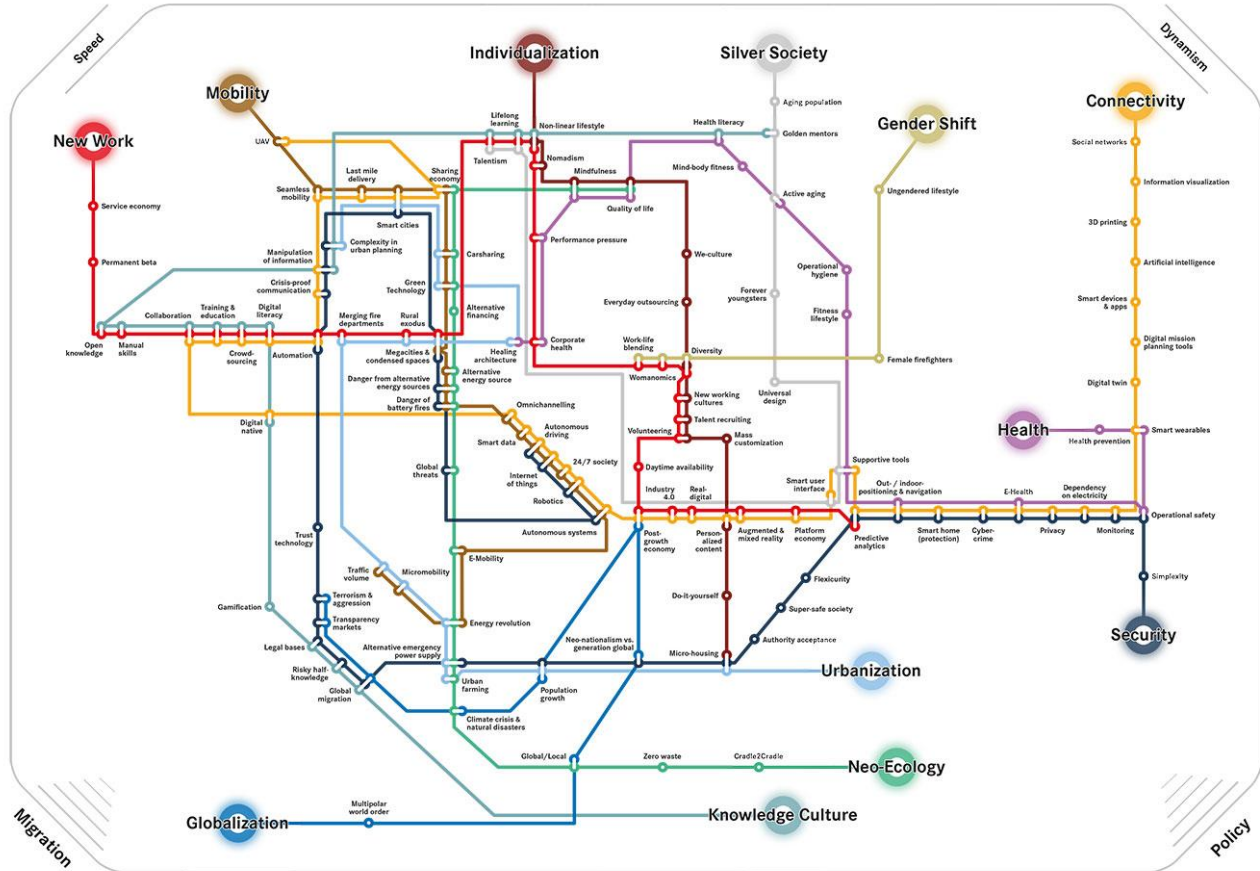 Speed
Dynamism
Individualization
Silver Society
Mobility
Connectivity
Gender Shift
New Work
Aging population
Lifelong
learning
Non-linear lifestyle
Health literacy
Golden mentors
UAV
Social networks
Talentism
Nomadism
Mind-body fitness
Sharing
economy
Last mile
delivery
Mindfulness
Seamless
mobility
Information visualization
Ungendered lifestyle
Active aging
Service economy
Quality of life
Smart cities
3D printing
Performance pressure
Complexity in
urban planning
Manipulation
of information
Carsharing
We-culture
Permanent beta
Artificial intelligence
Operational
hygiene
Crisis-proof
communication
Green
Technology
Forever
youngsters
Everyday outsourcing
Smart devices
& apps
Alternative
financing
Fitness
lifestyle
Collaboration
Training &
education
Digital
literacy
Merging fire
departments
Rural
exodus
Open
knowledge
Manual
skills
Crowd-
sourcing
Automation
Megacities &
condensed spaces
Healing
architecture
Corporate
health
Work-life
blending
Diversity
Female firefighters
Digital mission
planning tools
Womanomics
Alternative
energy source
Danger from alternative
energy sources
Digital twin
Universal
design
New working
cultures
Danger of
battery fires
Omnichannelling
Talent recruiting
Digital
native
Autonomous
driving
Volunteering
Mass
customization
Health
Health prevention
Smart wearables
Smart data
24/7 society
Global
threats
Internet
of things
Daytime availability
Supportive tools
Smart user
interface
Industry
4.0
Real-
digital
Out- / indoor-
positioning & navigation
E-Health
Dependency
on electricity
Robotics
Operational safety
Autonomous systems
Post-
growth
economy
Person-
alized
content
Augmented &
mixed reality
Platform
economy
Predictive
analytics
Smart home
(protection)
Cyber-
crime
Privacy
Monitoring
Trust
technology
E-Mobility
Traffic
volume
Micromobility
Flexicurity
Simplexity
Terrorism &
aggression
Do-it-yourself
Super-safe society
Gamification
Transparency
markets
Energy revolution
Security
Legal bases
Alternative emergency
power supply
Neo-nationalism vs.
generation global
Authority acceptance
Micro-housing
Risky half-
knowledge
Urbanization
Global
migration
Urban
farming
Population
growth
Climate crisis &
natural disasters
Global/Local
Zero waste
Cradle2Cradle
Neo-Ecology
Multipolar
world order
Globalization
Knowledge Culture
Migration
Policy